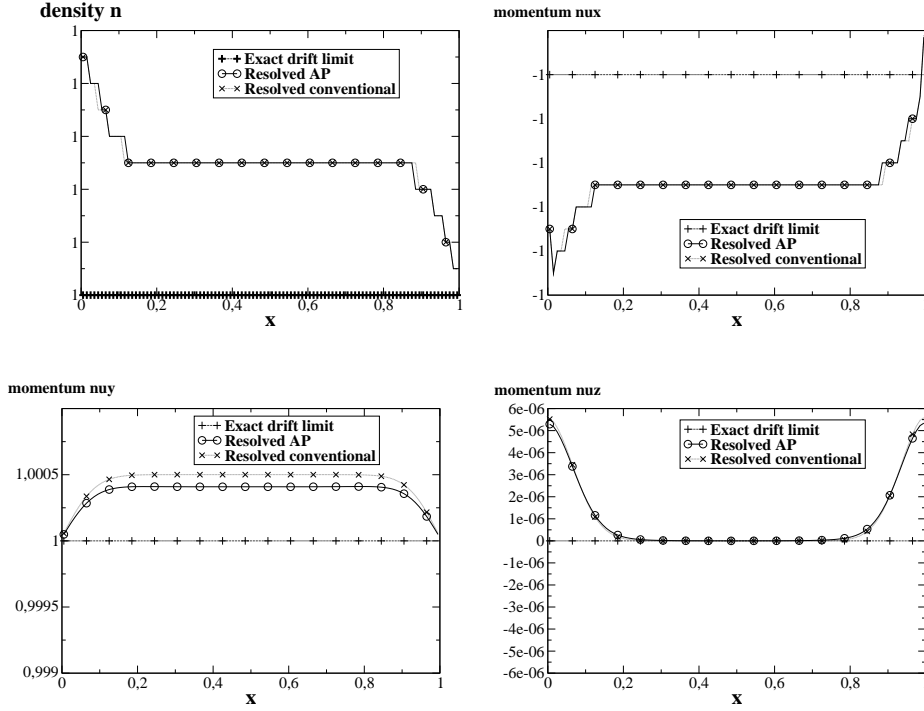 density n
Exact drift limit
Resolved AP
Resolved conventional
1
1
1
1
1
1
0 0,2 0,4 0,6 0,8 1
x
momentum nux
-1
-1
-1
-1
-1
-1
Exact drift limit
Resolved AP
Resolved conventional
0 0,2 0,4 0,6 0,8
x
momentum nuy
Exact drift limit
Resolved AP
Resolved conventional
1,0005
1
0,9995
0,999
0 0,2 0,4 0,6 0,8 1
x
momentum nuz
6e-06
5e-06
4e-06
3e-06
2e-06
1e-06
0
-1e-06
-2e-06
-3e-06
-4e-06
-5e-06
-6e-06
Exact drift limit
Resolved AP
Resolved conventional
0 0,2 0,4 0,6 0,8
x